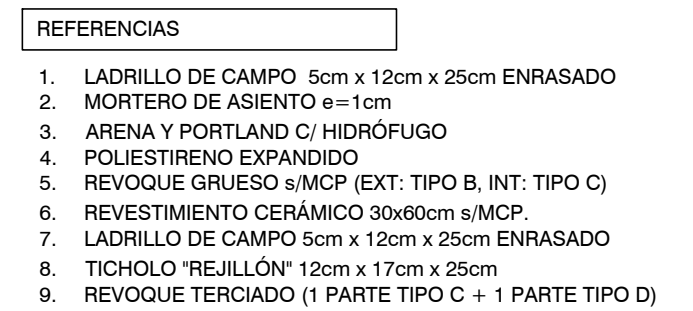 REFERENCIAS
1. LADRILLO DE CAMPO 5cm x 12cm x 25cm ENRASADO
2. MORTERO DE ASIENTO e=1cm
3. ARENA Y PORTLAND C/ HIDRÓFUGO
4. POLIESTIRENO EXPANDIDO
5. REVOQUE GRUESO s/MCP (EXT: TIPO B, INT: TIPO C)
6. REVESTIMIENTO CERÁMICO 30x60cm s/MCP.
7. LADRILLO DE CAMPO 5cm x 12cm x 25cm ENRASADO
8. TICHOLO "REJILLÓN" 12cm x 17cm x 25cm
9. REVOQUE TERCIADO (1 PARTE TIPO C + 1 PARTE TIPO D)